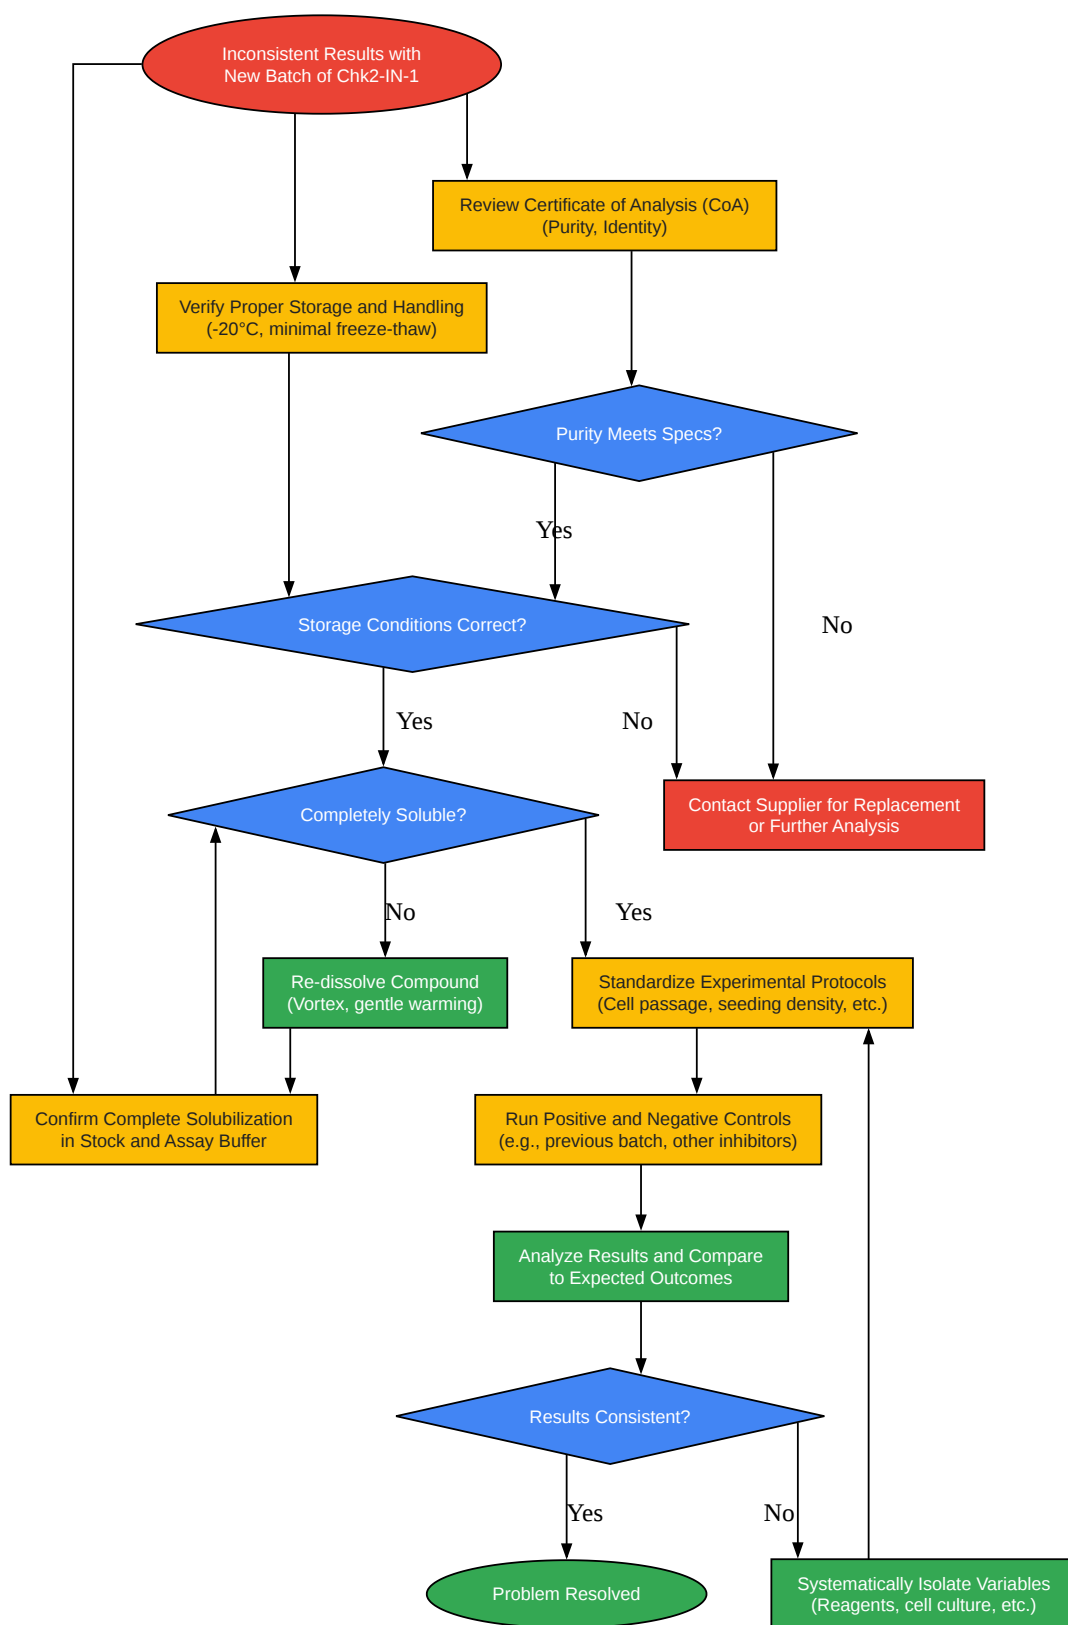 Inconsistent Results with
New Batch of Chk2-IN-1
Review Certificate of Analysis (CoA)
(Purity, Identity)
Verify Proper Storage and Handling
(-20°C, minimal freeze-thaw)
Purity Meets Specs?
Yes
Storage Conditions Correct?
No
Yes
No
Completely Soluble?
Contact Supplier for Replacement
or Further Analysis
No
Yes
Re-dissolve Compound
(Vortex, gentle warming)
Standardize Experimental Protocols
(Cell passage, seeding density, etc.)
Confirm Complete Solubilization
in Stock and Assay Buffer
Run Positive and Negative Controls
(e.g., previous batch, other inhibitors)
Analyze Results and Compare
to Expected Outcomes
Results Consistent?
Yes
No
Problem Resolved
Systematically Isolate Variables
(Reagents, cell culture, etc.)